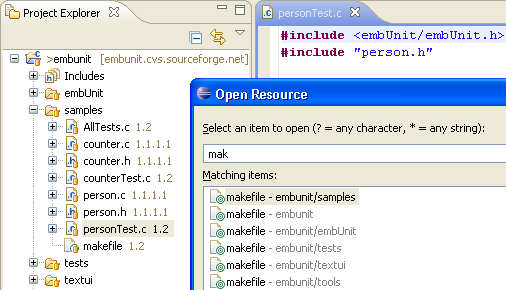 Project Explorer
>embunit [embunit.cvs.sourceforge.net]
Includes
embUnit
samples
AllTests.c 1.2
counter.c 1.1.1.1
counter.h 1.1.1.1
counterTest.c 1.2
person.c 1.1.1.1
person.h 1.1.1.1
personTest.c 1.2
makefile 1.2
tests
textui
personTest.c
#include <embUnit/embUnit.h>
#include "person.h"
Open Resource
Select an item to open (? = any character, * = any string):
mak
Matching items:
makefile - embunit/samples
makefile - embunit
makefile - embunit/embUnit
makefile - embunit/tests
makefile - embunit/textui
makefile - embunit/tools